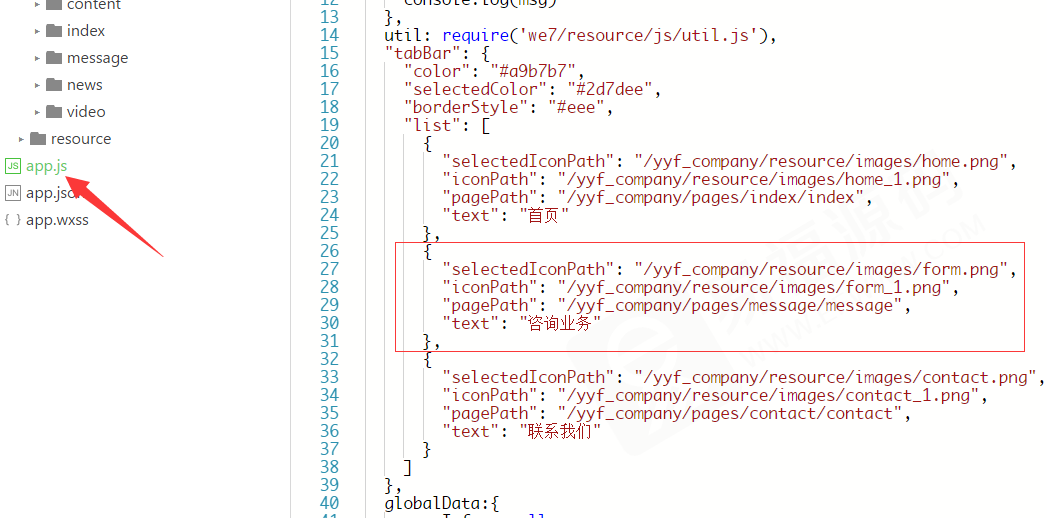 content
index
message
news
video
resource
JS app.js
JN app.jso
{ } app.wxss
12 console.log(msg)
13 },
14 util: require('we7/resource/js/util.js'),
15 "tabBar": {
16 "color": "#a9b7b7",
17 "selectedColor": "#2d7dee",
18 "borderStyle": "#eee",
19 "list": [
20 {
21 "selectedIconPath": "/yyf_company/resource/images/home.png",
22 "iconPath": "/yyf_company/resource/images/home_1.png",
23 "pagePath": "/yyf_company/pages/index/index",
24 "text": "首页"
25 },
26 {
27 "selectedIconPath": "/yyf_company/resource/images/form.png",
28 "iconPath": "/yyf_company/resource/images/form_1.png",
29 "pagePath": "/yyf_company/pages/message/message",
30 "text": "咨询业务"
31 },
32 {
33 "selectedIconPath": "/yyf_company/resource/images/contact.png",
34 "iconPath": "/yyf_company/resource/images/contact_1.png",
35 "pagePath": "/yyf_company/pages/contact/contact",
36 "text": "联系我们"
37 }
38 ]
39 },
40 globalData:{